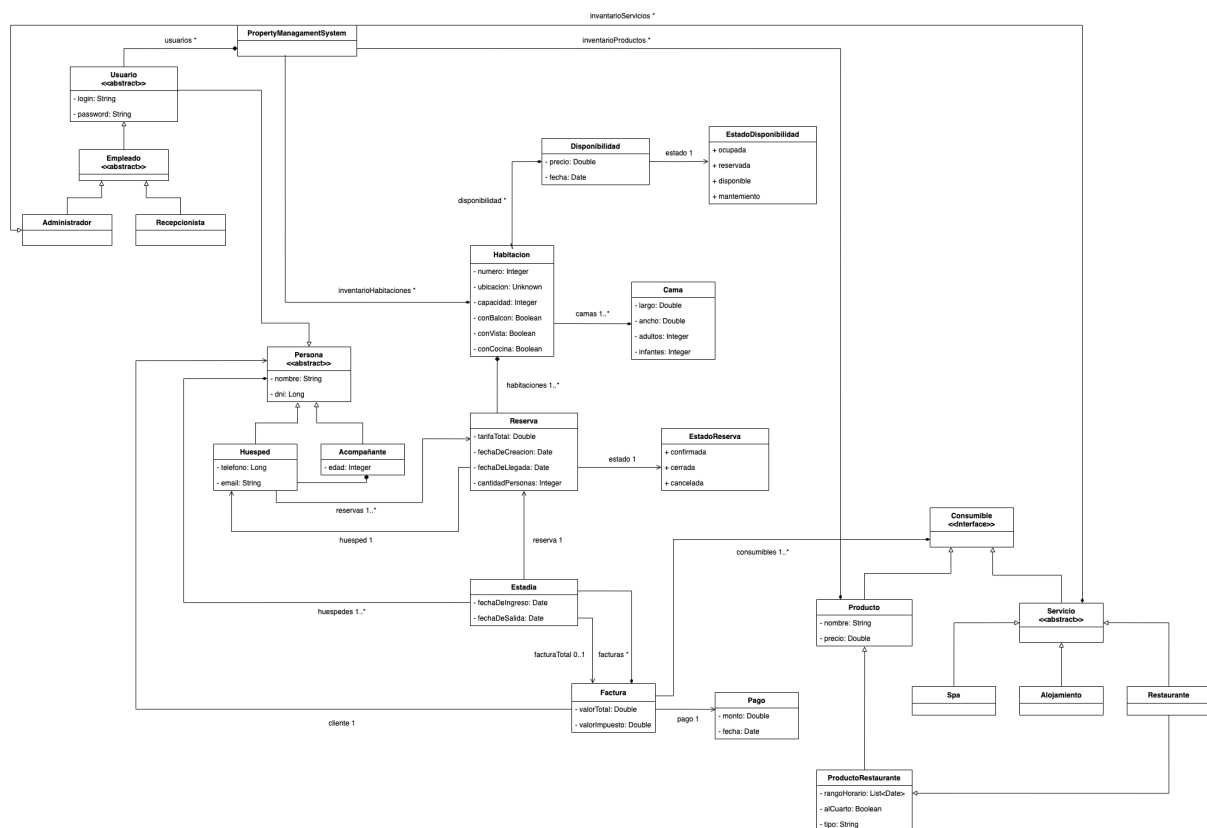 invantarioServicios *
PropertyManagamentSystem
usuarios *
inventarioProductos *
Usuario
<<abstract>>
- login: String
- password: String
Empleado
<<abstract>>
Administrador
Recepcionista
Disponibilidad
- precio: Double
- fecha: Date
estado 1
EstadoDisponibilidad
+ ocupada
+ reservada
+ disponible
+ mantemiento
disponibilidad *
Habitacion
- numero: Integer
- ubicacion: Unknown
- capacidad: Integer
- conBalcon: Boolean
- conVista: Boolean
- conCocina: Boolean
inventarioHabitaciones *
camas 1..*
Cama
- largo: Double
- ancho: Double
- adultos: Integer
- infantes: Integer
Persona
<<abstract>>
- nombre: String
- dni: Long
habitaciones 1..*
Huesped
- telefono: Long
- email: String
Acompañante
- edad: Integer
reservas 1..*
huesped 1
Reserva
- tarifaTotal: Double
- fechaDeCreacion: Date
- fechaDeLlegada: Date
- cantidadPersonas: Integer
estado 1
EstadoReserva
+ confirmada
+ cerrada
+ cancelada
reserva 1
Consumible
<<Interface>>
consumibles 1..*
Estadia
- fechaDeIngreso: Date
- fechaDeSalida: Date
huespedes 1..*
facturaTotal 0..1
facturas *
Producto
- nombre: String
- precio: Double
Servicio
<<abstract>>
Spa
Alojamiento
Restaurante
Factura
- valorTotal: Double
- valorImpuesto: Double
cliente 1
pago 1
Pago
- monto: Double
- fecha: Date
ProductoRestaurante
- rangoHorario: List<Date>
- alCuarto: Boolean
- tipo: String